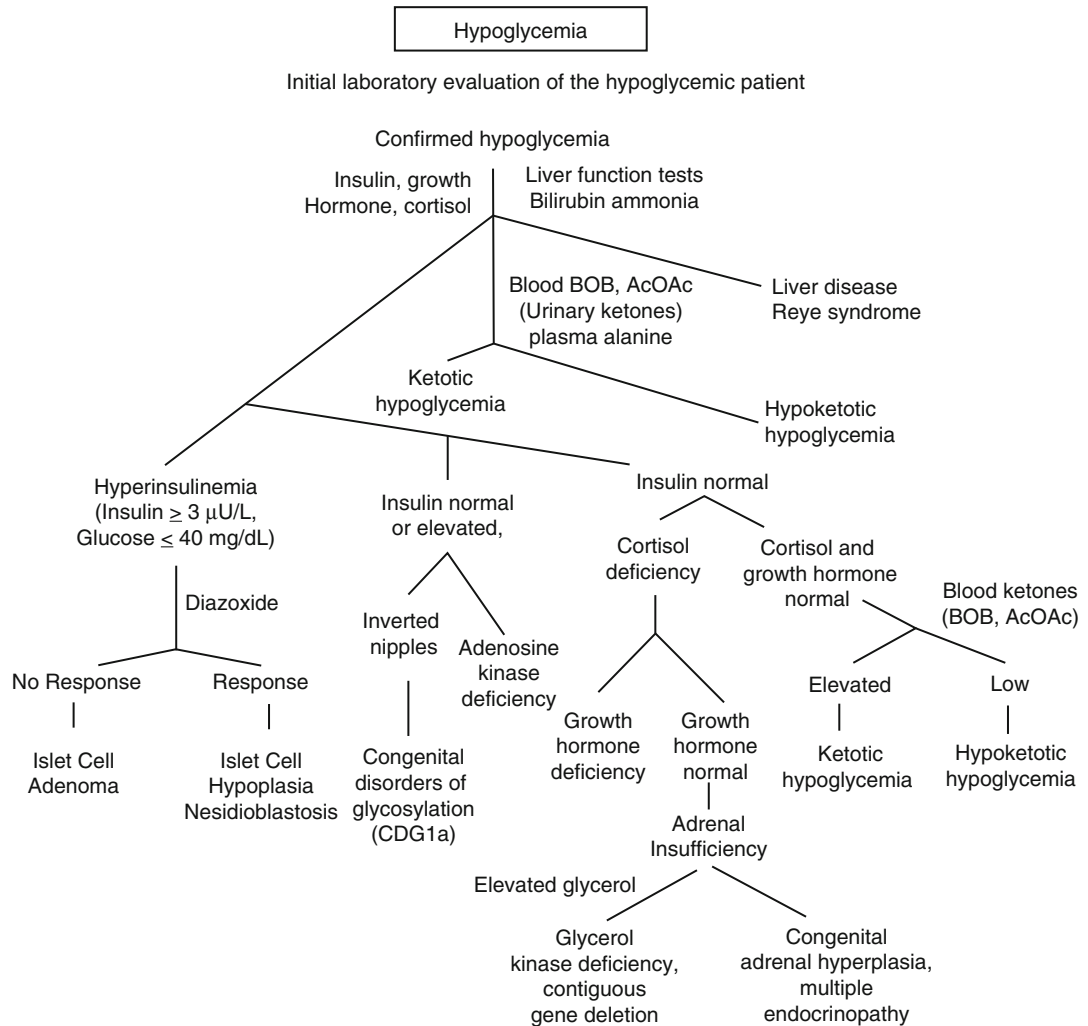 Hypoglycemia
Initial laboratory evaluation of the hypoglycemic patient
Confirmed hypoglycemia
Insulin, growth
Hormone, cortisol
Liver function tests
Bilirubin ammonia
Blood BOB, AcOAc
(Urinary ketones)
plasma alanine
Liver disease
Reye syndrome
Ketotic
hypoglycemia
Hypoketotic
hypoglycemia
Hyperinsulinemia
(Insulin ≥ 3 μU/L,
Glucose ≤ 40 mg/dL)
Insulin normal
or elevated,
Insulin normal
Cortisol
deficiency
Cortisol and
growth hormone
normal
Blood ketones
(BOB, AcOAc)
Diazoxide
Inverted
nipples
Adenosine
kinase
deficiency
No Response
Response
Elevated
Low
Islet Cell
Adenoma
Islet Cell
Hypoplasia
Nesidioblastosis
Congenital
disorders of
glycosylation
(CDG1a)
Growth
hormone
deficiency
Growth
hormone
normal
Ketotic
hypoglycemia
Hypoketotic
hypoglycemia
Adrenal
Insufficiency
Elevated glycerol
Glycerol
kinase deficiency,
contiguous
gene deletion
Congenital
adrenal hyperplasia,
multiple
endocrinopathy